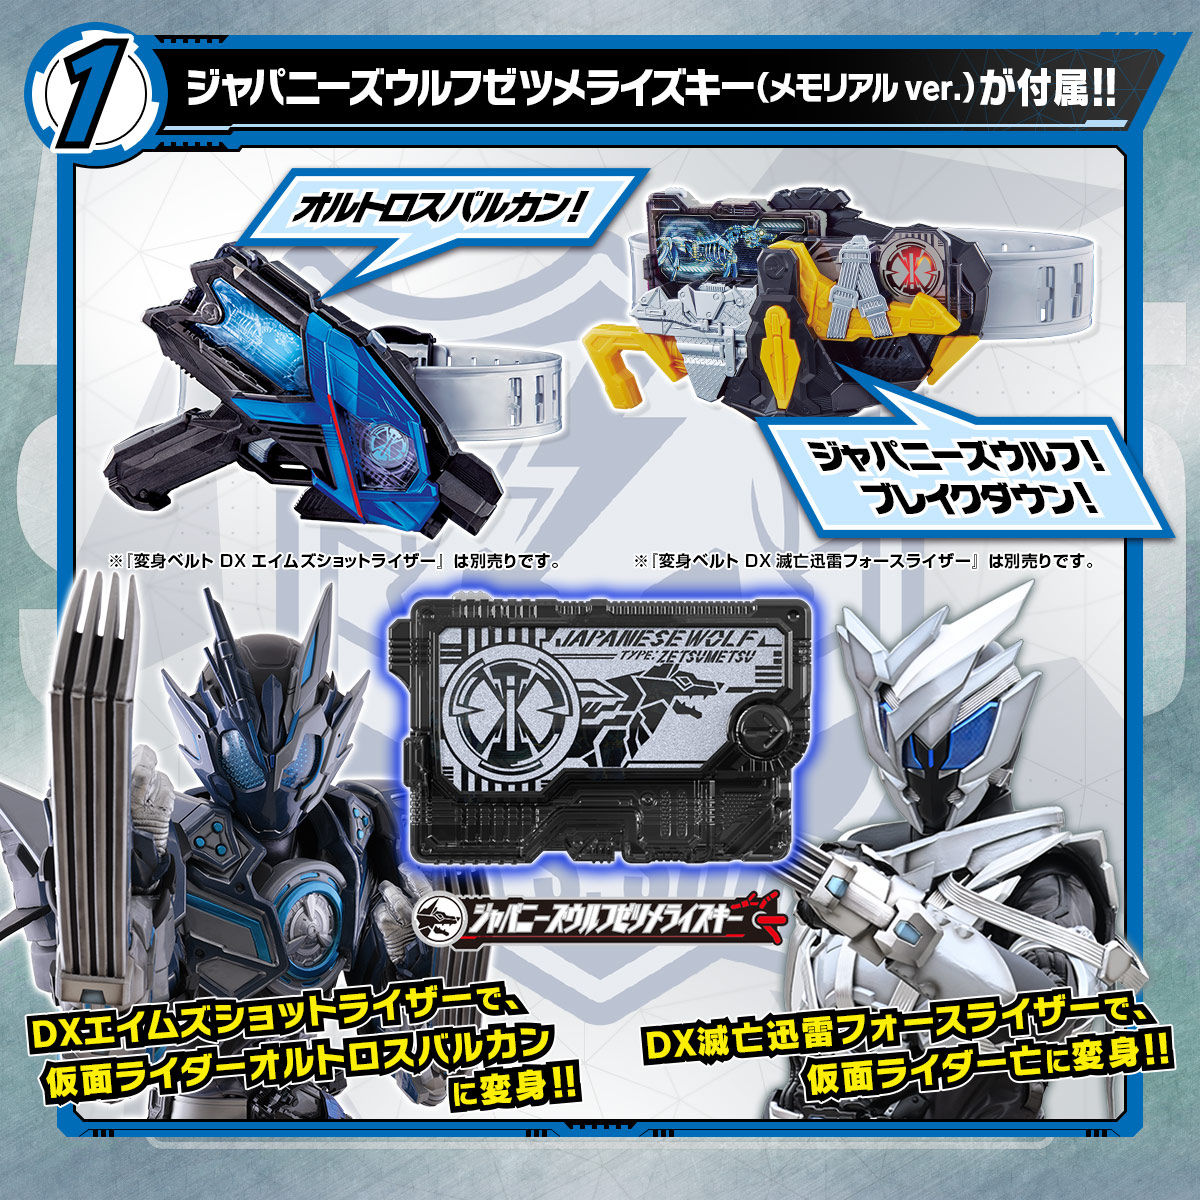 1
ジャパニーズウルフゼツメライズキー(メモリアル ver.)が付属!!
オルトロスバルカン!
ジャパニーズウルフ!
ブレイクダウン!
※『変身ベルト DX エイムズショットライザー』は別売りです。
※『変身ベルト DX 滅亡迅雷フォースライザー』は別売りです。
JAPANESE WOLF
TYPE: ZETSUMETSU
ジャパニーズウルフゼツメライズキー
DXエイムズショットライザーで、
仮面ライダーオルトロスバルカン
に変身!!
DX滅亡迅雷フォースライザーで、
仮面ライダー亡に変身!!